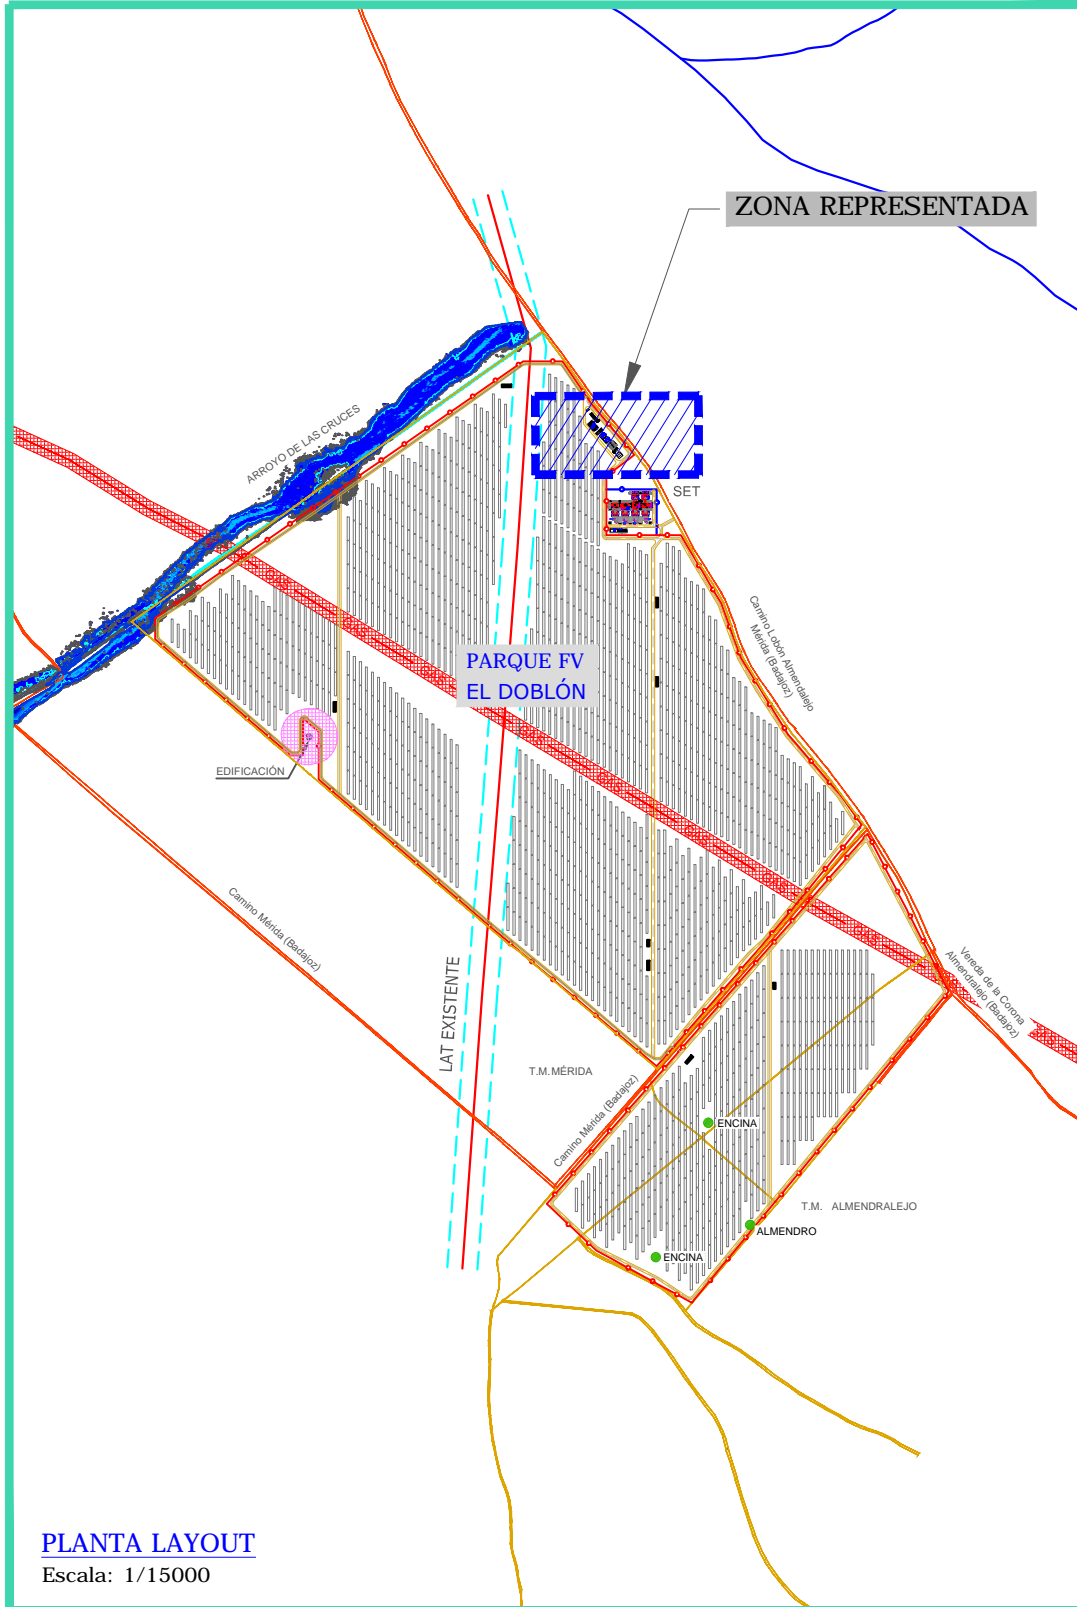 ZONA REPRESENTADA
ARROYO DE LAS CRUCES
SET
Camino Lobón Almendalejo
Mérida (Badajoz)
PARQUE FV
EL DOBLÓN
EDIFICACIÓN
Camino Mérida (Badajoz)
LAT EXISTENTE
Vereda de la Corona
Almendralejo (Badajoz)
T.M. MÉRIDA
Camino Mérida (Badajoz)
ENCINA
T.M. ALMENDRALEJO
ALMENDRO
ENCINA
PLANTA LAYOUT
Escala: 1/15000